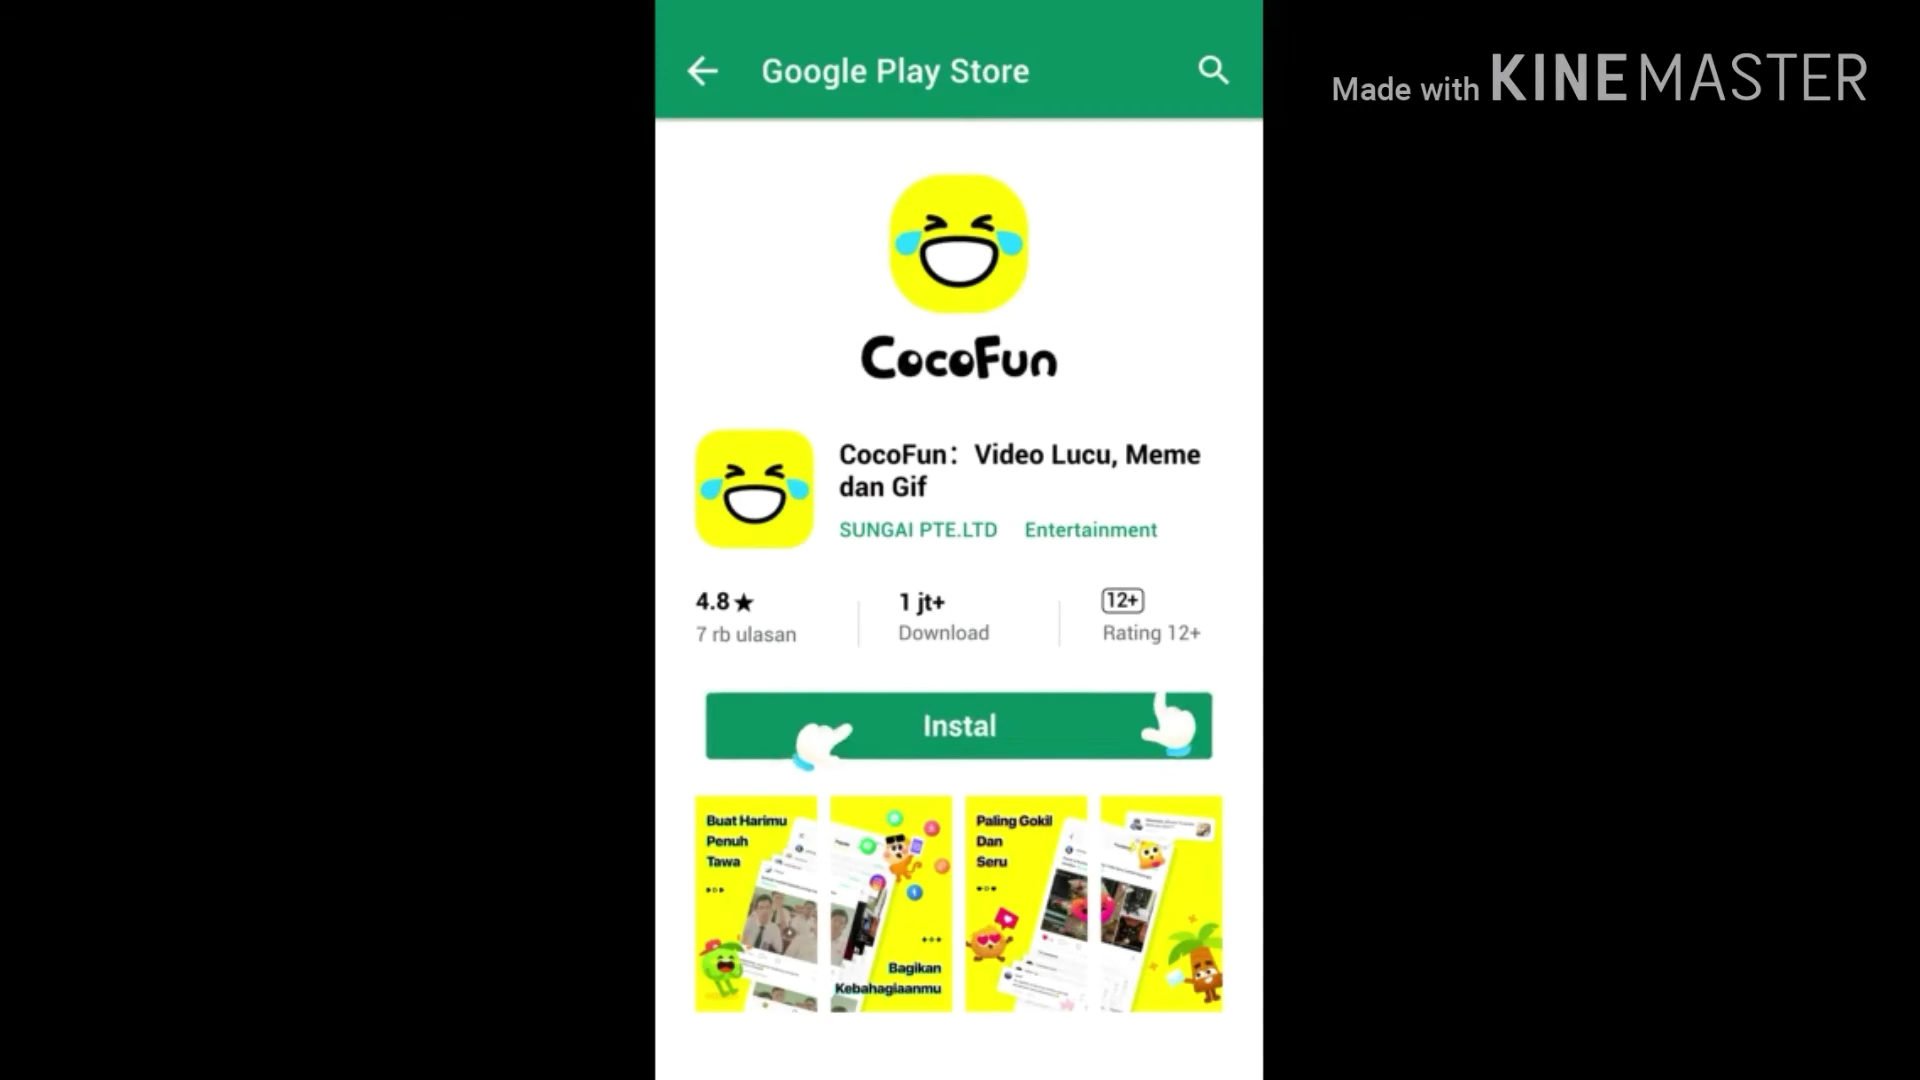 Google Play Store
Made with KINEMASTER
CocoFun
CocoFun： Video Lucu, Meme
dan Gif
SUNGAI PTE.LTD Entertainment
4.8★ 1 jt+ 12+
7 rb ulasan Download Rating 12+
Instal
Buat Harimu
Penuh
Tawa
Bagikan
Kebahagiaanmu
Paling Gokil
Dan
Seru